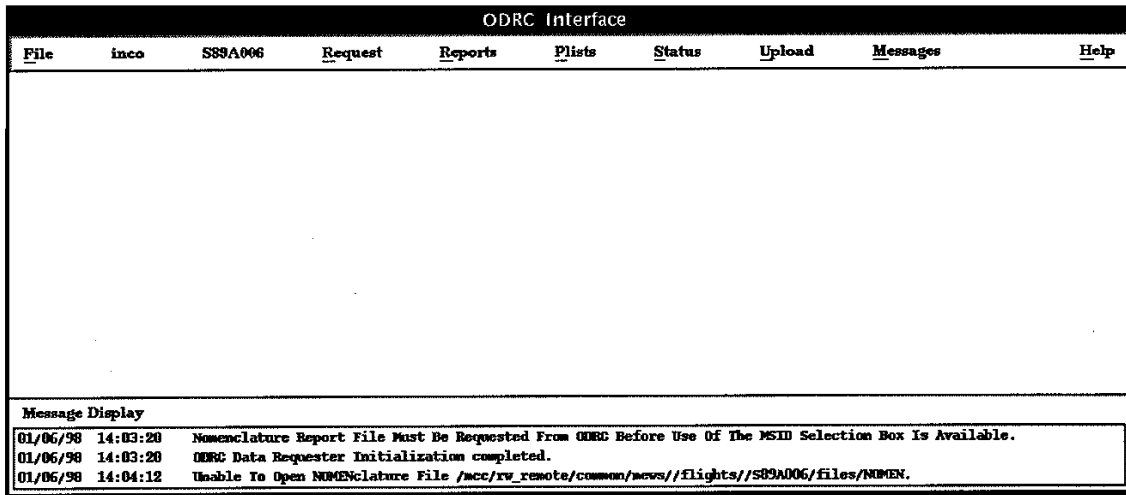 ODRC Interface
File inco S89A006 Request Reports Plists Status Upload Messages Help
Message Display
01/06/98 14:03:20 Nomenclature Report File Must Be Requested From ODRC Before Use Of The MSID Selection Box Is Available.
01/06/98 14:03:20 ODRC Data Requester Initialization completed.
01/06/98 14:04:12 Unable To Open NOMENclature File /mcc/rw_remote/common/mews//flights//S89A006/files/NOMEN.